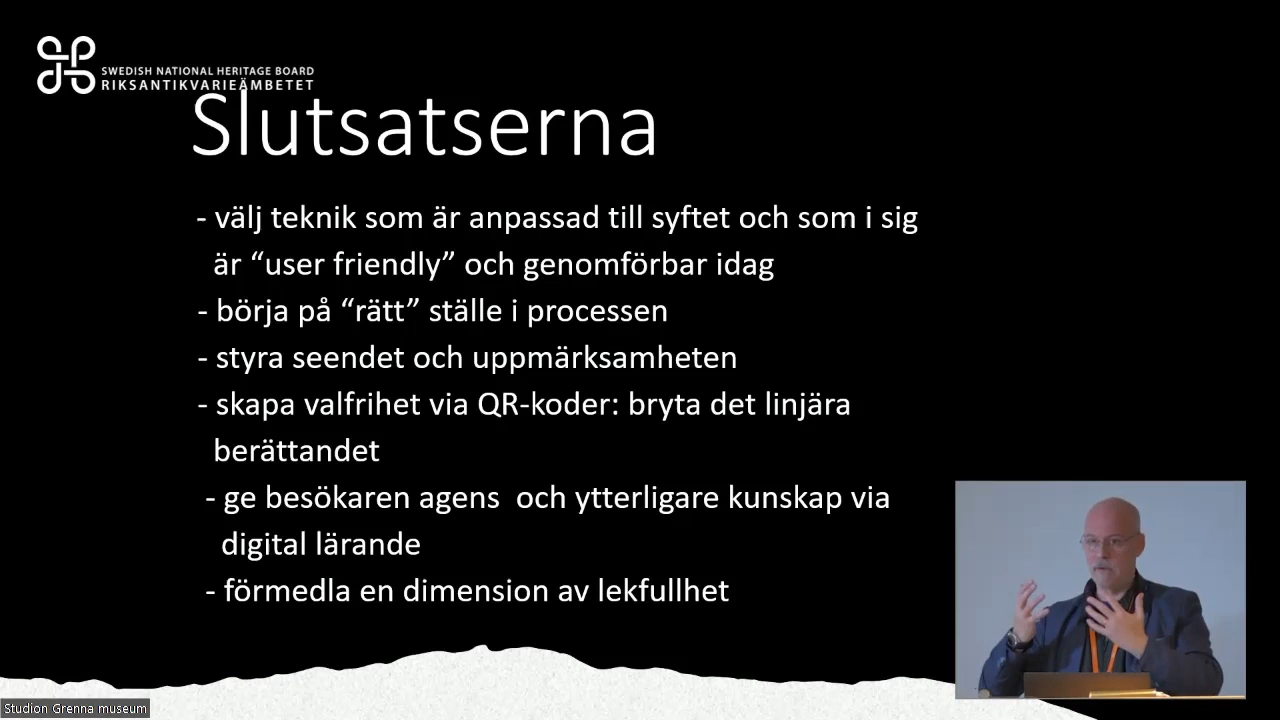 SWEDISH NATIONAL HERITAGE BOARD
RIKSANTIKVARIEÄMBETET
Slutsatserna
- välj teknik som är anpassad till syftet och som i sig
är “user friendly” och genomförbar idag
- börja på “rätt” ställe i processen
- styra seendet och uppmärksamheten
- skapa valfrihet via QR-koder: bryta det linjära
berättandet
- ge besökaren agens  och ytterligare kunskap via
digital lärande
- förmedla en dimension av lekfullhet
Studion Grenna museum